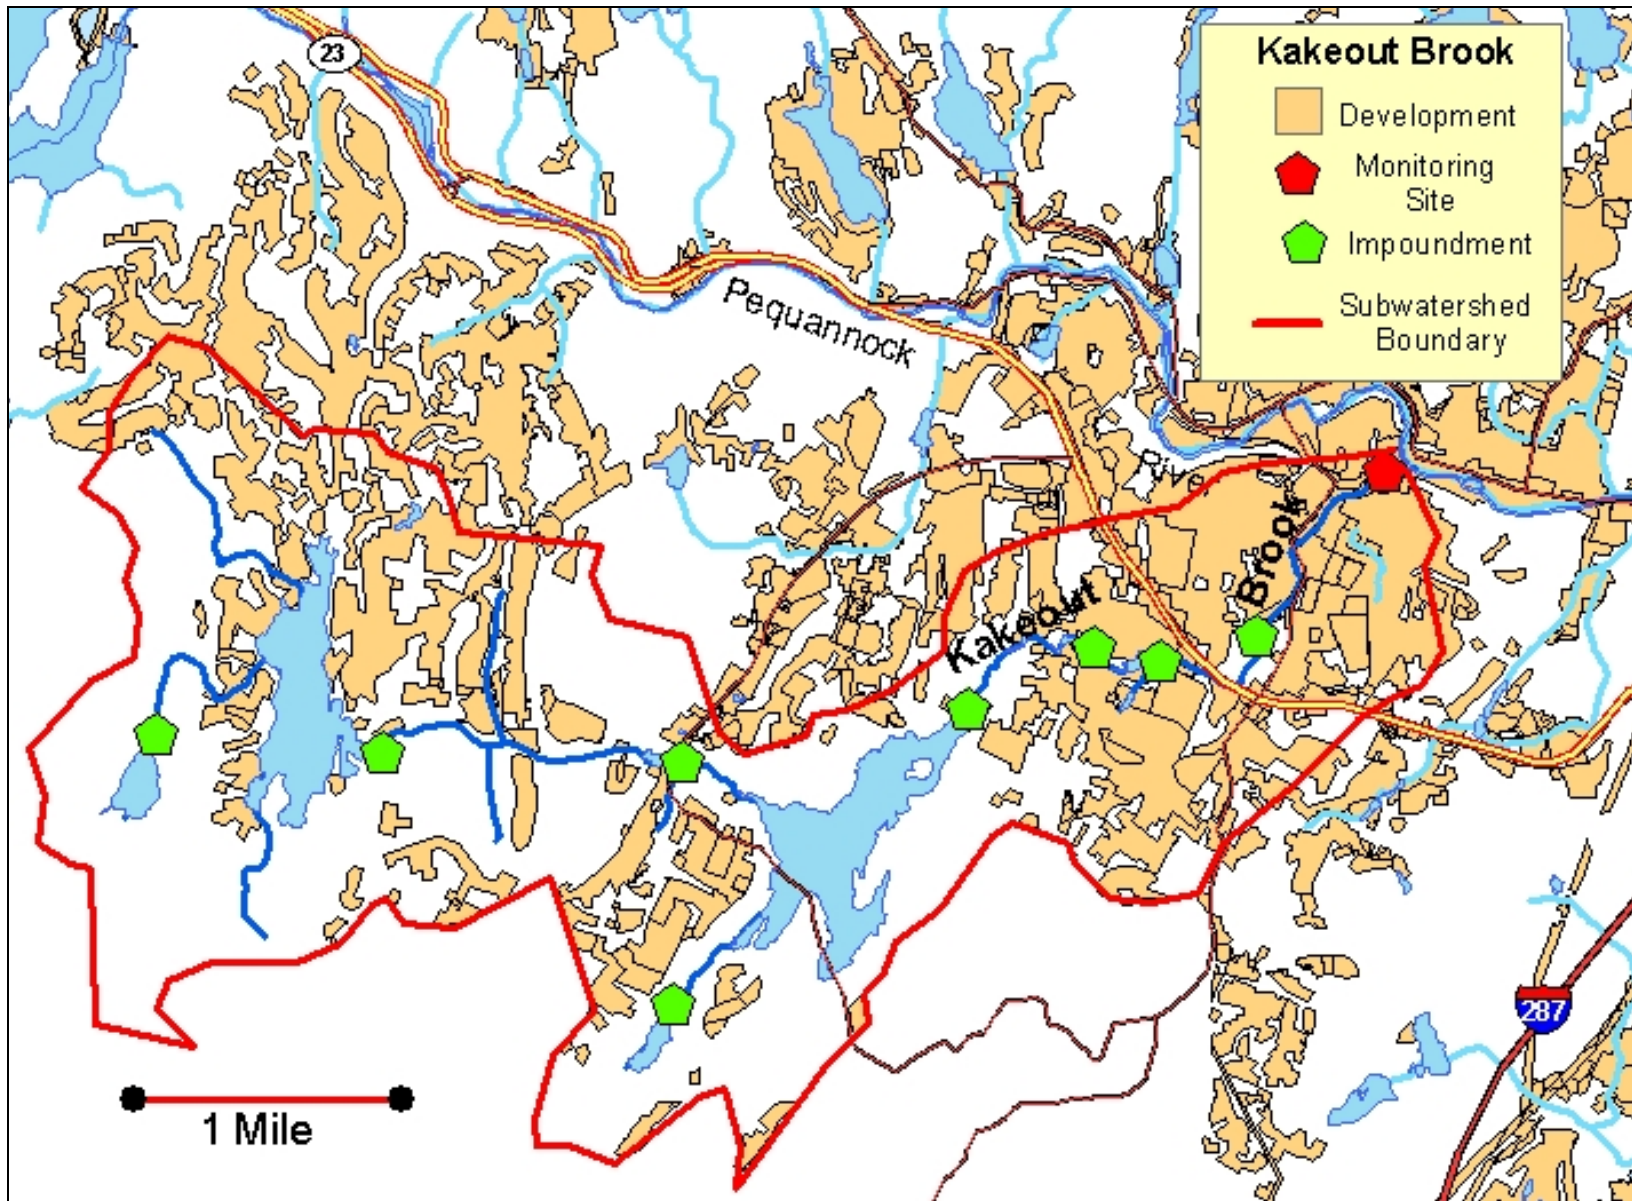 23
Kakeout Brook
Development
Monitoring
Site
Impoundment
Subwatershed
Boundary
Pequannock
River
Kakeout
Brook
287
1 Mile